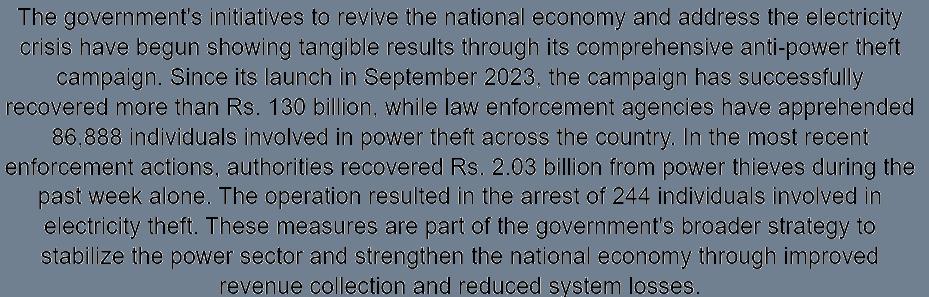 The government's initiatives to revive the national economy and address the electricity
crisis have begun showing tangible results through its comprehensive anti-power theft
campaign. Since its launch in September 2023, the campaign has successfully
recovered more than Rs. 130 billion, while law enforcement agencies have apprehended
86,888 individuals involved in power theft across the country. In the most recent
enforcement actions, authorities recovered Rs. 2.03 billion from power thieves during the
past week alone. The operation resulted in the arrest of 244 individuals involved in
electricity theft. These measures are part of the government's broader strategy to
stabilize the power sector and strengthen the national economy through improved
revenue collection and reduced system losses.